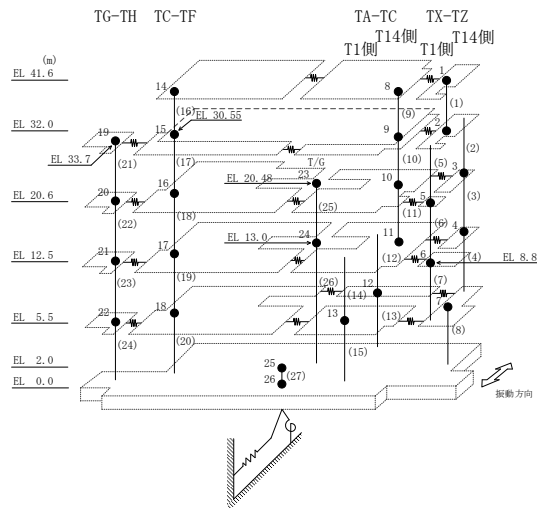 TG-TH TC-TF TA-TC TX-TZ
T1側 T14側 T1側 T14側
(m)
EL 41.6
14 8 1
(16) EL 30.55 (9) (1)
EL 32.0
19 15 9 2
EL 33.7 (21) (17) (10) (2)
T/G
EL 20.6 20 16 EL 20.48 23 10 (5) 3
(22) (18) (25) (11) 5 (3)
EL 13.0 24 11 (6) 4
EL 12.5 21 17 (12) 6 (4) EL 8.8
(23) (19) (26) (14) 12 (7)
EL 5.5 22 18 13 (13) 7
(24) (20) (15) (8)
EL 2.0 25
EL 0.0 26 (27)
振動方向